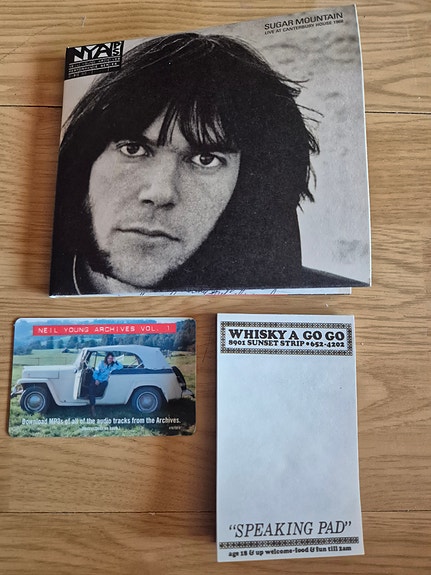 SUGAR MOUNTAIN
LIVE AT CANTERBURY HOUSE 1968
NYA
NEIL YOUNG ARCHIVES VOL. 1
Download MP3s of all of the audio tracks from the Archives.
WHISKY A GO GO
8901 SUNSET STRIP • 652-4202
"SPEAKING PAD"
age 18 & up welcome-food & fun till 2am